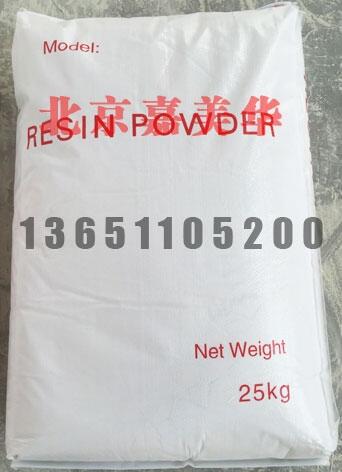 Model:
北京嘉美华
RESIN POWDER
13651105200
Net Weight
25kg